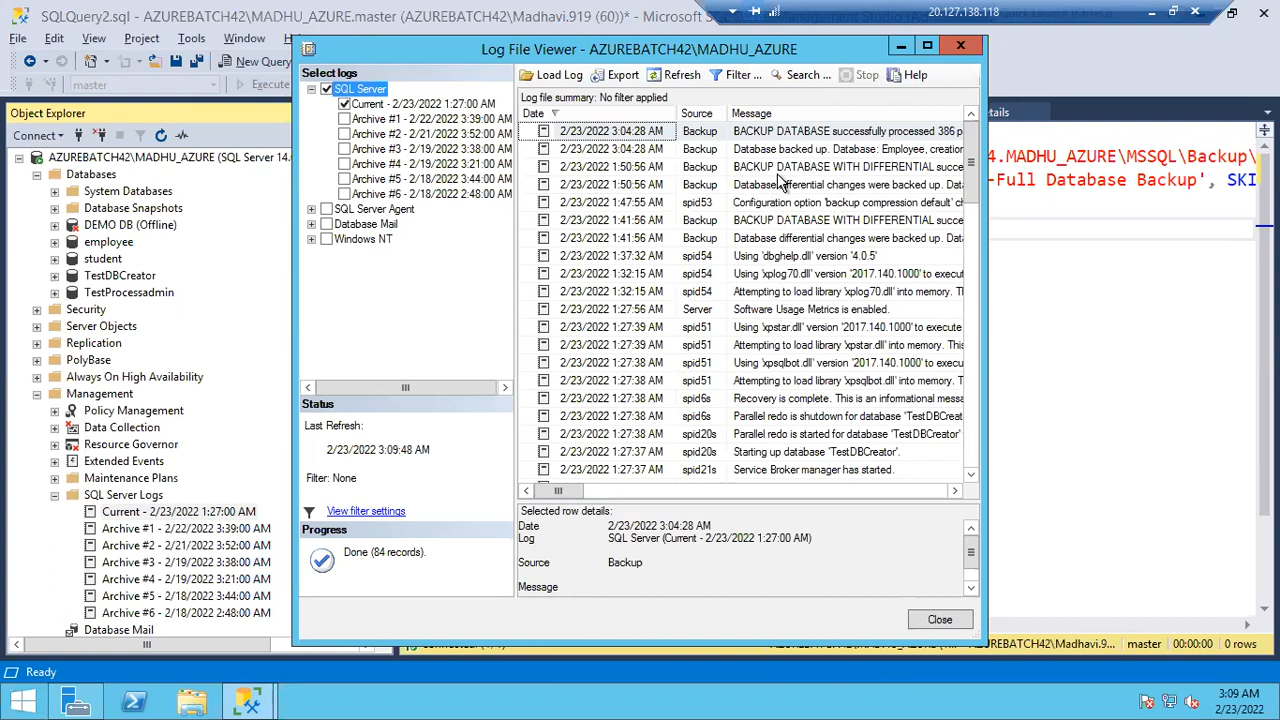 SQLQuery2.sql - AZUREBATCH42\MADHU_AZURE.master (AZUREBATCH42\Madhavi.919 (60))* - Microsoft SQL Server Management Studio
20.127.138.118
File Edit View Project Tools Window
New Query
master
Execute
Object Explorer
Connect
AZUREBATCH42\MADHU_AZURE (SQL Server 14.
Databases
System Databases
Database Snapshots
DEMO DB (Offline)
employee
student
TestDBCreator
TestProcessadmin
Security
Server Objects
Replication
PolyBase
Always On High Availability
Management
Policy Management
Data Collection
Resource Governor
Extended Events
Maintenance Plans
SQL Server Logs
Current - 2/23/2022 1:27:00 AM
Archive #1 - 2/22/2022 3:39:00 AM
Archive #2 - 2/21/2022 3:52:00 AM
Archive #3 - 2/19/2022 3:38:00 AM
Archive #4 - 2/19/2022 3:21:00 AM
Archive #5 - 2/18/2022 3:44:00 AM
Archive #6 - 2/18/2022 2:48:00 AM
Database Mail
Log File Viewer - AZUREBATCH42\MADHU_AZURE
Select logs
SQL Server
Current - 2/23/2022 1:27:00 AM
Archive #1 - 2/22/2022 3:39:00 AM
Archive #2 - 2/21/2022 3:52:00 AM
Archive #3 - 2/19/2022 3:38:00 AM
Archive #4 - 2/19/2022 3:21:00 AM
Archive #5 - 2/18/2022 3:44:00 AM
Archive #6 - 2/18/2022 2:48:00 AM
SQL Server Agent
Database Mail
Windows NT
Status
Last Refresh:
2/23/2022 3:09:48 AM
Filter: None
View filter settings
Progress
Done (84 records).
Load Log Export Refresh Filter ... Search ... Stop Help
Log file summary: No filter applied
Date Source Message
2/23/2022 3:04:28 AM Backup BACKUP DATABASE successfully processed 386 p
2/23/2022 3:04:28 AM Backup Database backed up. Database: Employee, creation
2/23/2022 1:50:56 AM Backup BACKUP DATABASE WITH DIFFERENTIAL succe
2/23/2022 1:50:56 AM Backup Database differential changes were backed up. Dat
2/23/2022 1:47:55 AM spid53 Configuration option 'backup compression default' ch
2/23/2022 1:41:56 AM Backup BACKUP DATABASE WITH DIFFERENTIAL succe
2/23/2022 1:41:56 AM Backup Database differential changes were backed up. Dat
2/23/2022 1:37:32 AM spid54 Using 'dbghelp.dll' version '4.0.5'
2/23/2022 1:32:15 AM spid54 Using 'xplog70.dll' version '2017.140.1000' to execut
2/23/2022 1:32:15 AM spid54 Attempting to load library 'xplog70.dll' into memory. Th
2/23/2022 1:27:56 AM Server Software Usage Metrics is enabled.
2/23/2022 1:27:39 AM spid51 Using 'xpstar.dll' version '2017.140.1000' to execute
2/23/2022 1:27:39 AM spid51 Attempting to load library 'xpstar.dll' into memory. This
2/23/2022 1:27:39 AM spid51 Using 'xpsqlbot.dll' version '2017.140.1000' to execut
2/23/2022 1:27:39 AM spid51 Attempting to load library 'xpsqlbot.dll' into memory. T
2/23/2022 1:27:38 AM spid6s Recovery is complete. This is an informational messa
2/23/2022 1:27:38 AM spid6s Parallel redo is shutdown for database 'TestDBCreat
2/23/2022 1:27:38 AM spid20s Parallel redo is started for database 'TestDBCreator'
2/23/2022 1:27:37 AM spid20s Starting up database 'TestDBCreator'.
2/23/2022 1:27:37 AM spid21s Service Broker manager has started.
Selected row details:
Date 2/23/2022 3:04:28 AM
Log SQL Server (Current - 2/23/2022 1:27:00 AM)
Source Backup
Message
Close
4.MADHU_AZURE\MSSQL\Backup\
-Full Database Backup', SKI
AZUREBATCH42\Madhavi.9... master 00:00:00 0 rows
Ready
3:09 AM
2/23/2022